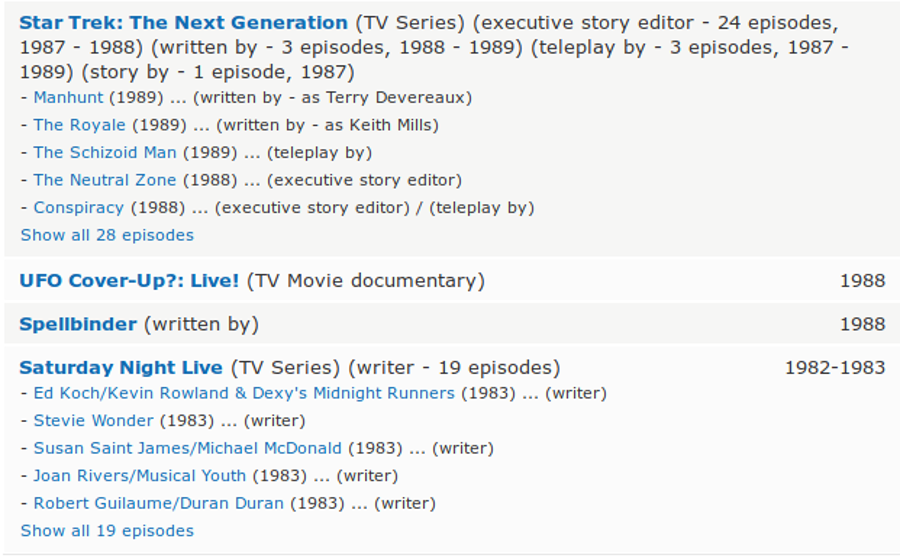 Star Trek: The Next Generation (TV Series) (executive story editor - 24 episodes,
1987 - 1988) (written by - 3 episodes, 1988 - 1989) (teleplay by - 3 episodes, 1987 -
1989) (story by - 1 episode, 1987)
- Manhunt (1989) ... (written by - as Terry Devereaux)
- The Royale (1989) ... (written by - as Keith Mills)
- The Schizoid Man (1989) ... (teleplay by)
- The Neutral Zone (1988) ... (executive story editor)
- Conspiracy (1988) ... (executive story editor) / (teleplay by)
Show all 28 episodes
UFO Cover-Up?: Live! (TV Movie documentary) 1988
Spellbinder (written by) 1988
Saturday Night Live (TV Series) (writer - 19 episodes) 1982-1983
- Ed Koch/Kevin Rowland & Dexy's Midnight Runners (1983) ... (writer)
- Stevie Wonder (1983) ... (writer)
- Susan Saint James/Michael McDonald (1983) ... (writer)
- Joan Rivers/Musical Youth (1983) ... (writer)
- Robert Guilaume/Duran Duran (1983) ... (writer)
Show all 19 episodes